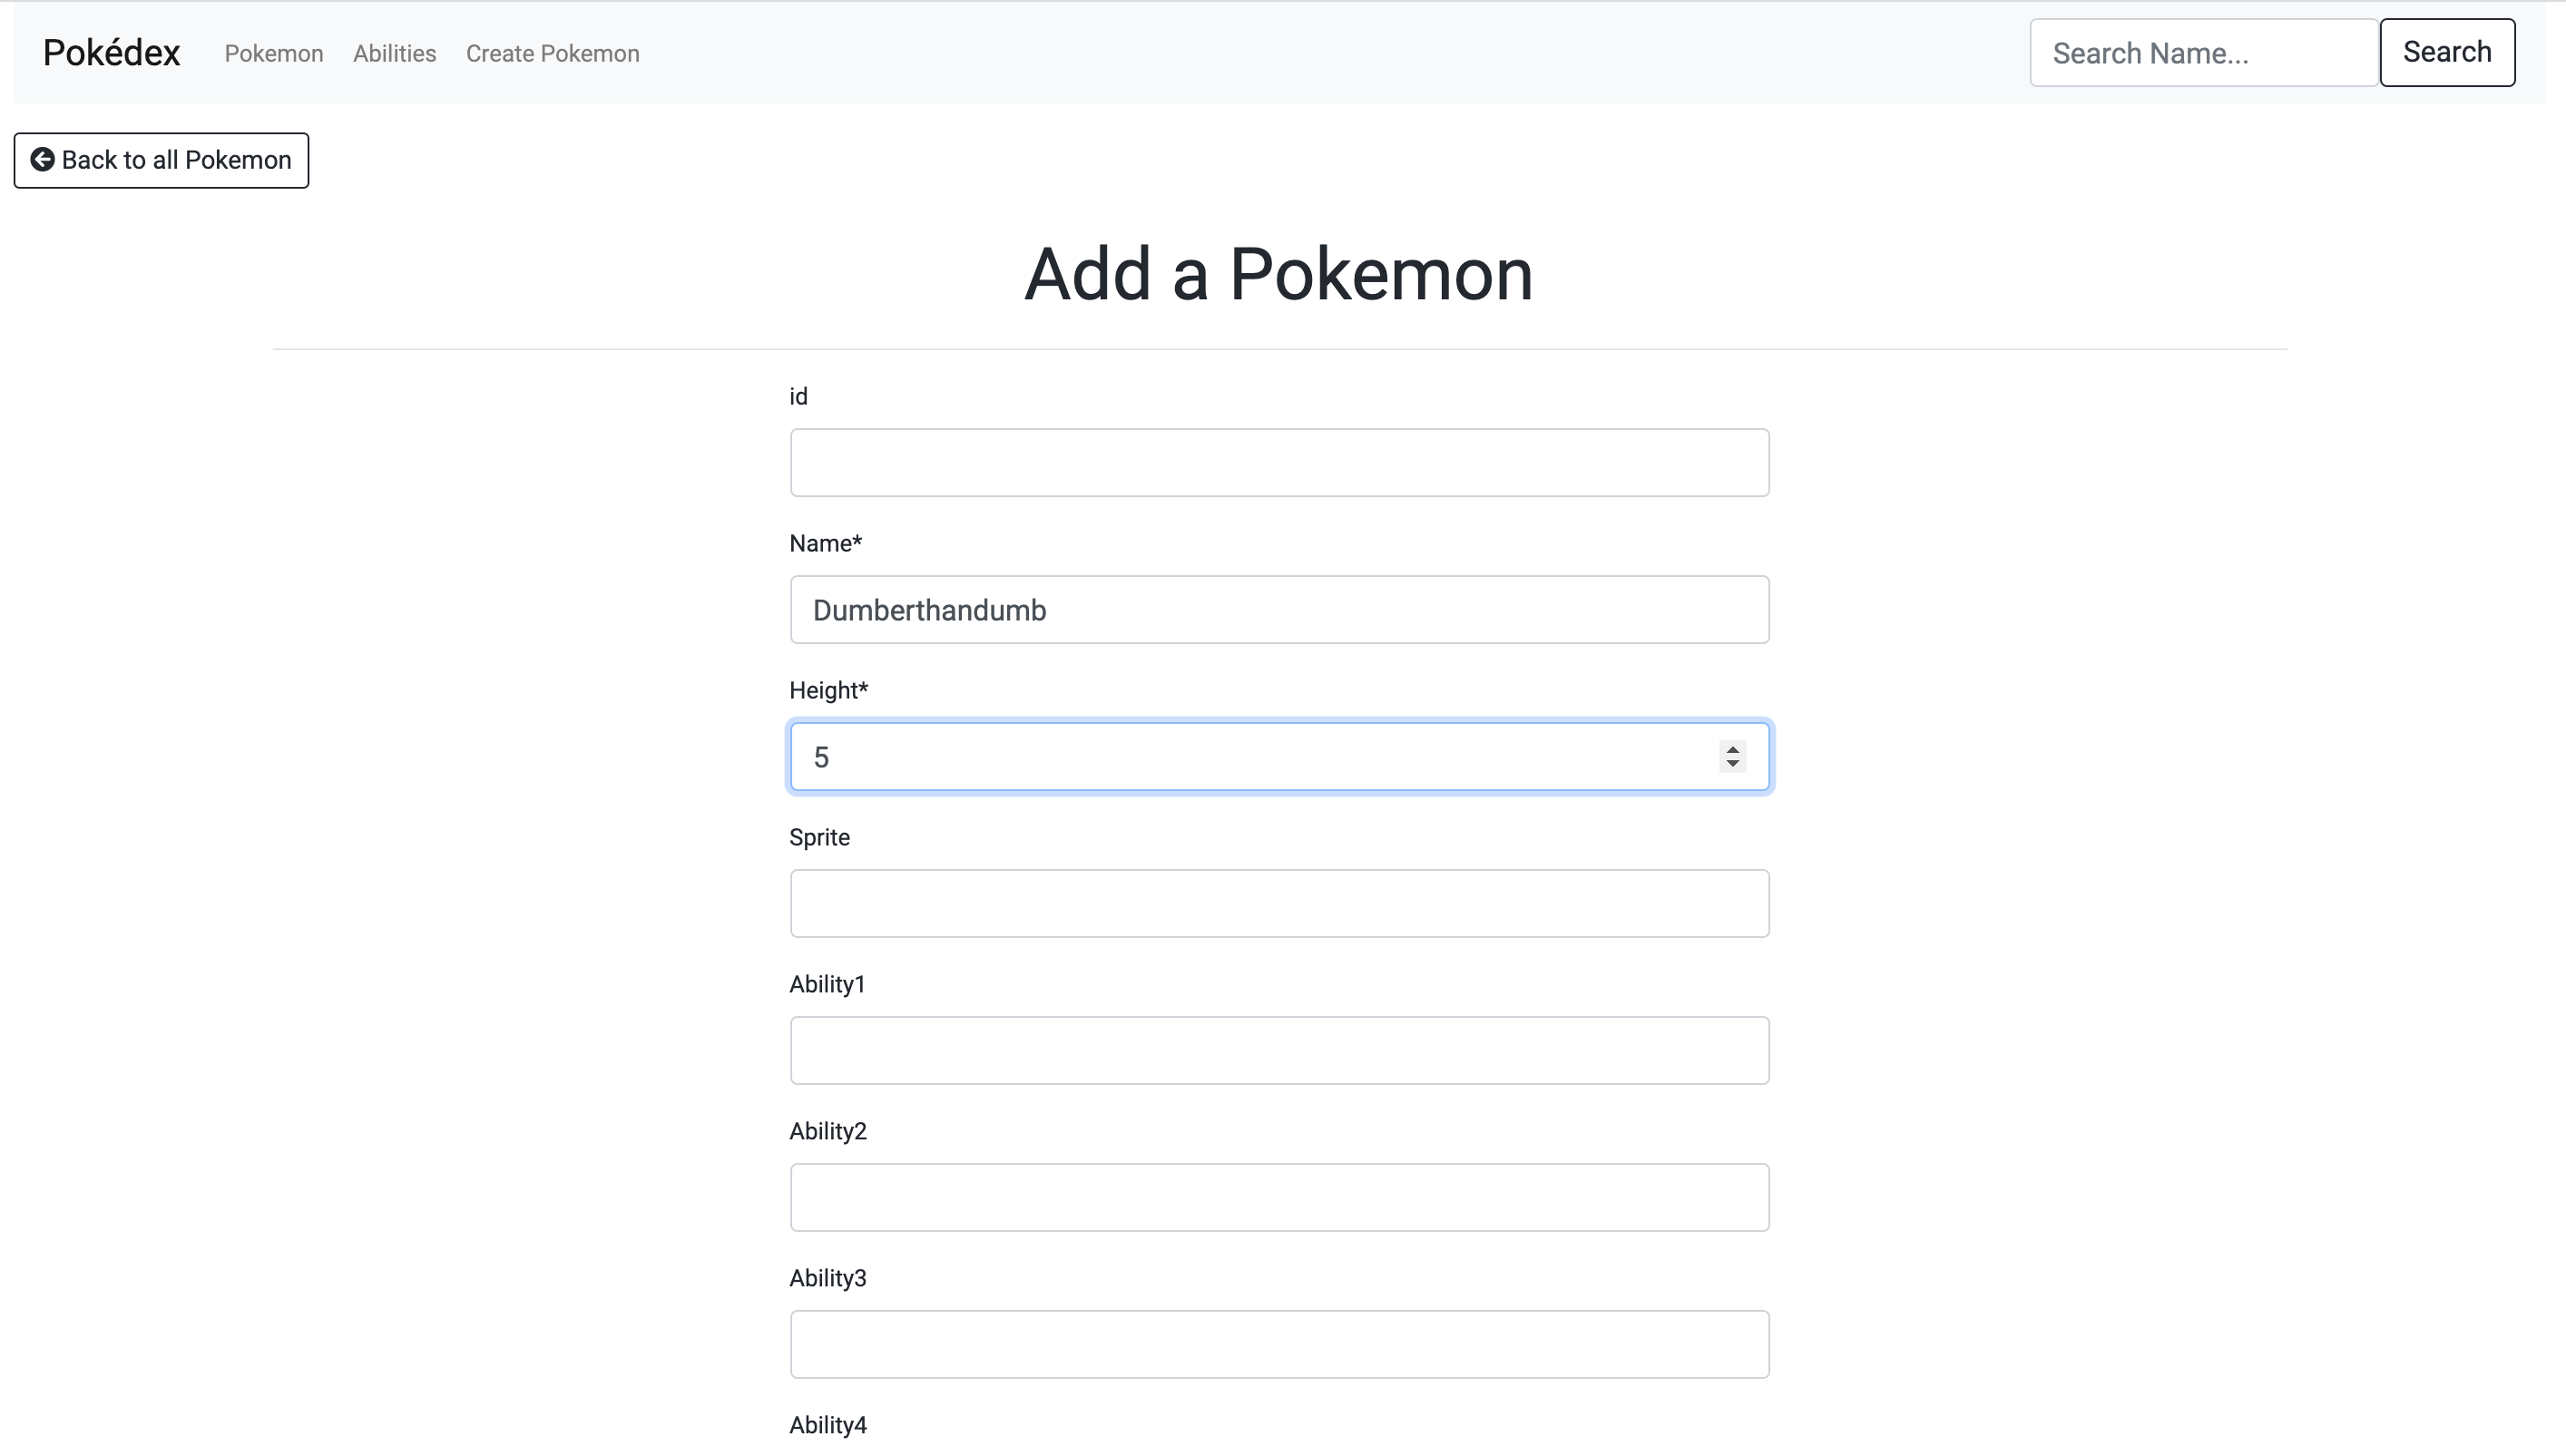 Pokédex Pokemon Abilities Create Pokemon Search Name... Search
Back to all Pokemon
Add a Pokemon
id
Name*
Dumberthandumb
Height*
5
Sprite
Ability1
Ability2
Ability3
Ability4